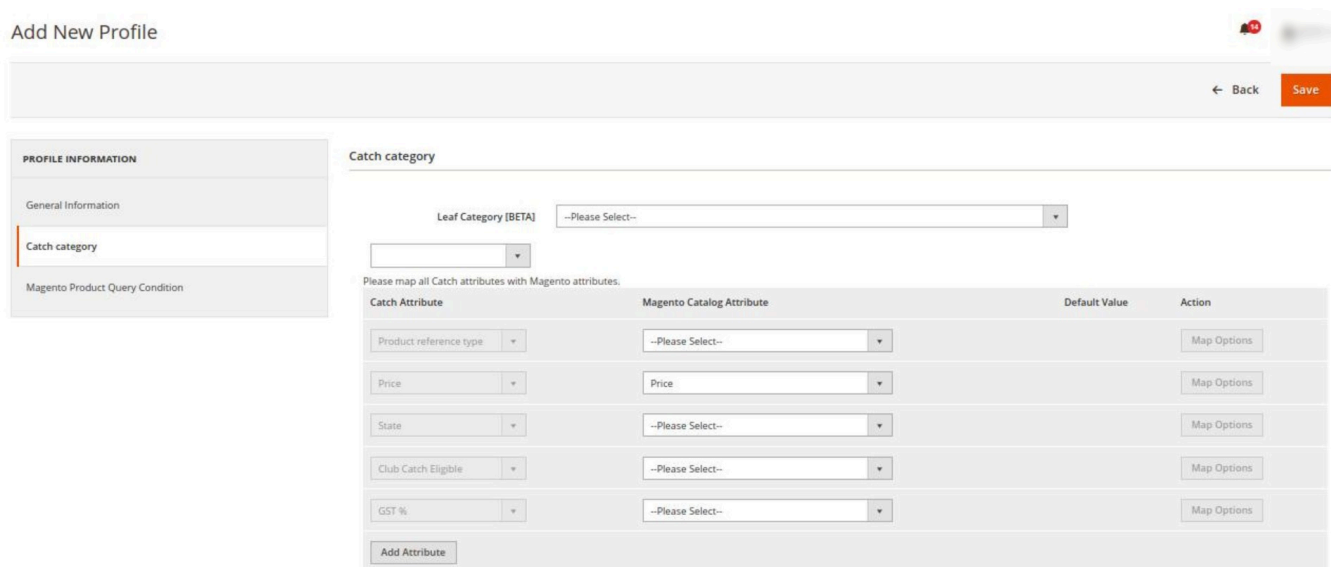 Add New Profile
14
← Back
Save
PROFILE INFORMATION
General Information
Catch category
Magento Product Query Condition
Catch category
Leaf Category [BETA]
--Please Select--
Please map all Catch attributes with Magento attributes.
Catch Attribute Magento Catalog Attribute Default Value Action
Product reference type --Please Select-- Map Options
Price Price Map Options
State --Please Select-- Map Options
Club Catch Eligible --Please Select-- Map Options
GST % --Please Select-- Map Options
Add Attribute